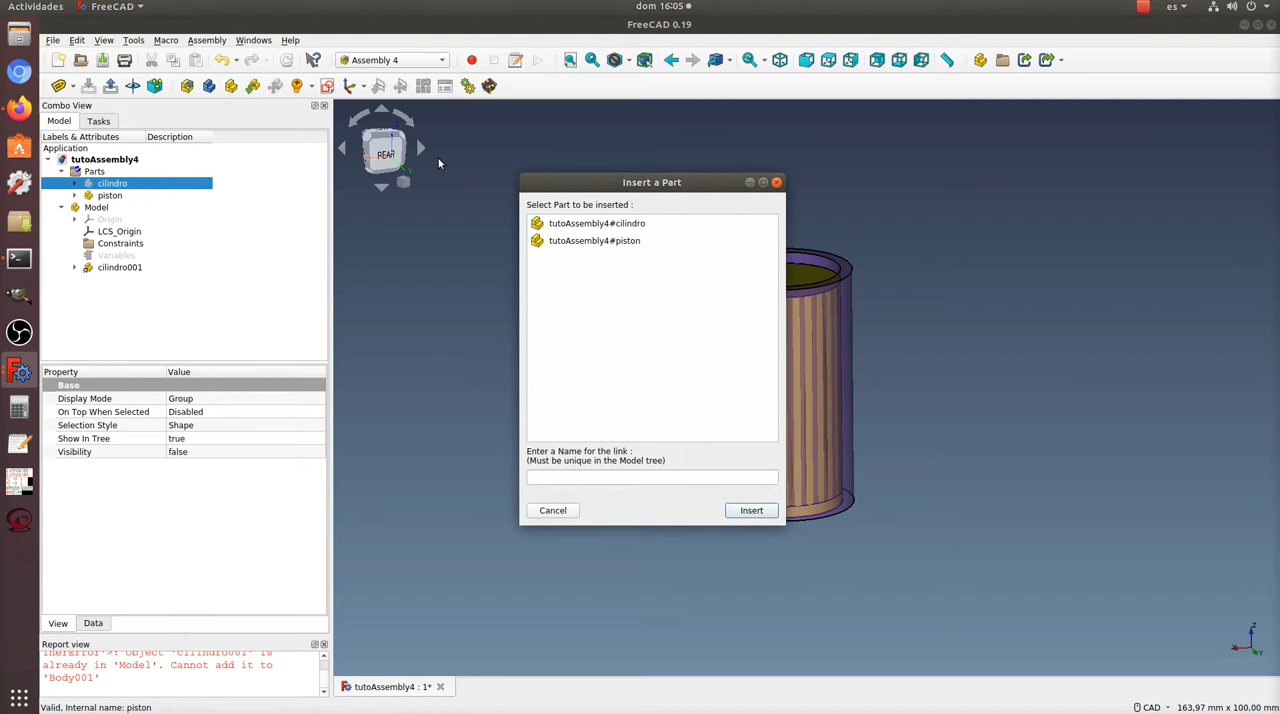 Actividades
FreeCAD
dom 16:05
es
FreeCAD 0.19
File Edit View Tools Macro Assembly Windows Help
Assembly 4
Combo View
Model Tasks
Labels & Attributes Description
Application
tutoAssembly4
Parts
cilindro
piston
Model
Origin
LCS_Origin
Constraints
Variables
cilindro001
REAR
Insert a Part
Select Part to be inserted :
tutoAssembly4#cilindro
tutoAssembly4#piston
Enter a Name for the link :
(Must be unique in the Model tree)
Cancel Insert
Property Value
Base
Display Mode Group
On Top When Selected Disabled
Selection Style Shape
Show In Tree true
Visibility false
View Data
Report view
already in 'Model'. Cannot add it to
'Body001'
Z
Y
tutoAssembly4 : 1*
Valid, Internal name: piston
CAD
163,97 mm x 100,00 mm